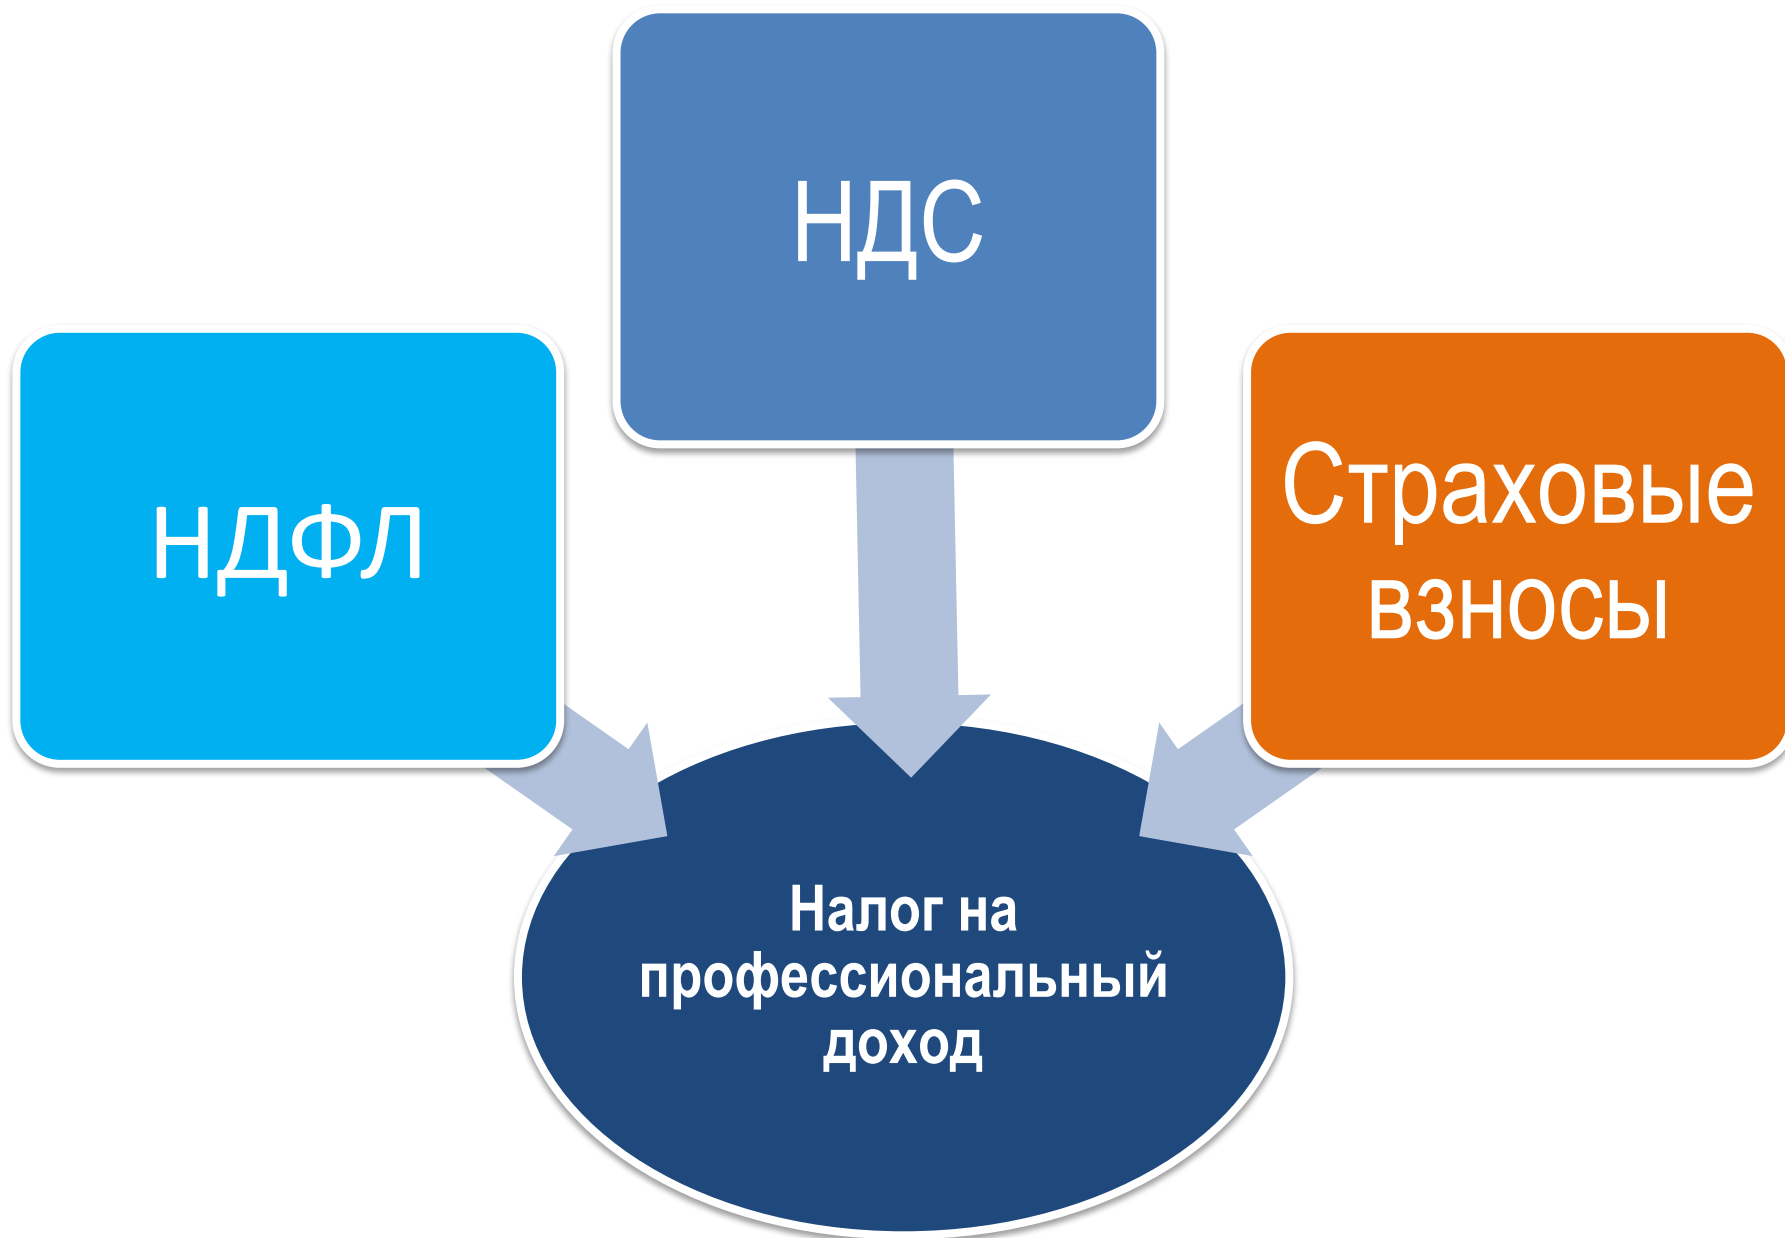 НДС
НДФЛ
Страховые
взносы
Налог на
профессиональный
доход